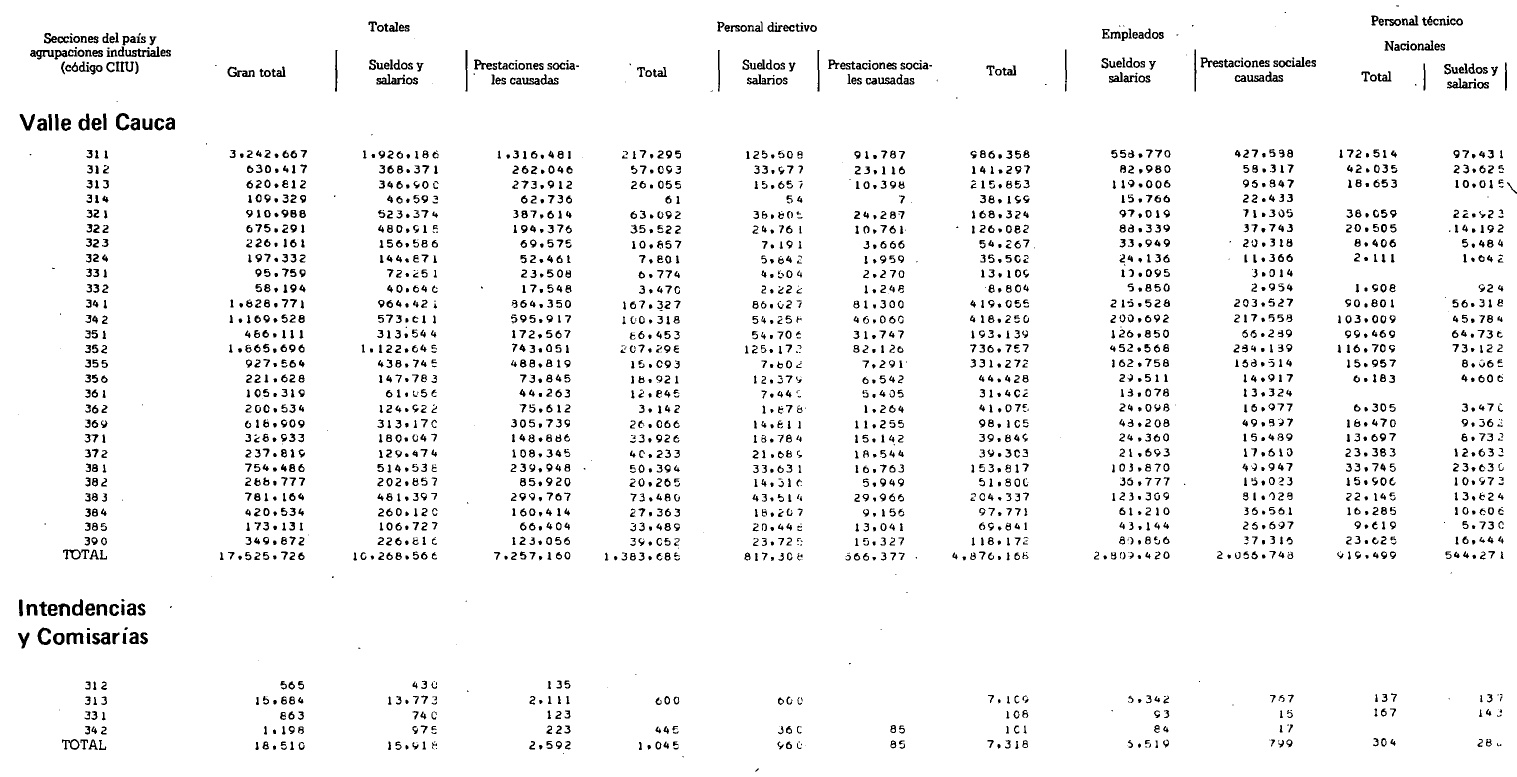 Totales Personal directivo Personal técnico
Secciones del país y agrupaciones industriales (código CIIU) Empleados Nacionales
Gran total Sueldos y salarios Prestaciones sociales causadas Total Sueldos y salarios Prestaciones sociales causadas Total Sueldos y salarios Prestaciones sociales causadas Total Sueldos y salarios
Valle del Cauca
311 3.242.667 1.926.186 1.316.481 217.295 125.508 91.787 986.358 558.770 427.588 172.514 97.431
312 630.417 368.371 262.046 57.093 33.977 23.116 141.297 82.980 58.317 42.035 23.625
313 620.812 346.900 273.912 26.055 15.657 10.398 215.853 119.006 96.847 18.653 10.015
314 109.329 46.593 62.736 61 54 7 38.199 15.766 22.433
321 910.988 523.374 387.614 63.092 38.805 24.287 168.324 97.019 71.305 38.059 22.923
322 675.291 480.915 194.376 35.522 24.761 10.761 126.082 88.339 37.743 20.505 14.192
323 226.161 156.586 69.575 10.857 7.191 3.666 54.267 33.949 20.318 8.406 5.484
324 197.332 144.871 52.461 7.801 5.842 1.959 35.502 24.136 11.366 2.111 1.642
331 95.759 72.251 23.508 6.774 4.504 2.270 13.109 10.095 3.014
332 58.194 40.646 17.548 3.470 2.222 1.248 8.804 5.850 2.954 1.908 924
341 1.828.771 964.421 864.350 167.327 86.027 81.300 419.055 215.528 203.527 90.801 56.318
342 1.169.528 573.611 595.917 100.318 54.258 46.060 418.250 200.692 217.558 103.009 45.784
351 486.111 313.544 172.567 86.453 54.706 31.747 193.139 126.850 66.289 99.469 64.736
352 1.865.696 1.122.645 743.051 207.298 125.172 82.126 736.757 452.568 284.189 116.709 73.122
355 927.564 438.745 488.819 15.093 7.802 7.291 331.272 162.758 168.514 15.957 8.065
356 221.628 147.783 73.845 18.921 12.379 6.542 44.428 29.511 14.917 6.183 4.606
361 105.319 61.056 44.263 12.845 7.440 5.405 31.402 18.078 13.324
362 200.534 124.922 75.612 3.142 1.878 1.264 41.075 24.098 16.977 6.305 3.470
369 618.909 313.170 305.739 26.066 14.811 11.255 98.105 48.208 49.897 18.470 9.362
371 328.933 180.047 148.886 33.926 18.784 15.142 39.849 24.360 15.489 13.697 8.732
372 237.819 129.474 108.345 40.233 21.689 18.544 39.303 21.693 17.610 23.383 12.633
381 754.486 514.538 239.948 50.394 33.631 16.763 153.817 103.870 49.947 33.745 23.630
382 288.777 202.857 85.920 20.265 14.316 5.949 51.800 36.777 15.023 15.906 10.973
383 781.164 481.397 299.767 73.480 43.514 29.966 204.337 123.309 81.028 22.145 13.824
384 420.534 260.120 160.414 27.363 18.207 9.156 97.771 61.210 36.561 16.285 10.606
385 173.131 106.727 66.404 33.489 20.448 13.041 69.841 43.144 26.697 9.619 5.730
390 349.872 226.816 123.056 39.052 23.725 15.327 118.172 80.856 37.316 23.625 16.444
TOTAL 17.525.726 10.268.566 7.257.160 1.383.685 817.308 566.377 4.876.168 2.809.420 2.066.748 919.499 544.271
Intendencias
y Comisarías
312 565 430 135
313 15.884 13.773 2.111 600 600 7.109 6.342 767 137 137
331 863 740 123 108 93 15 167 143
342 1.198 975 223 445 360 85 101 84 17
TOTAL 18.510 15.918 2.592 1.045 960 85 7.318 6.519 799 304 280